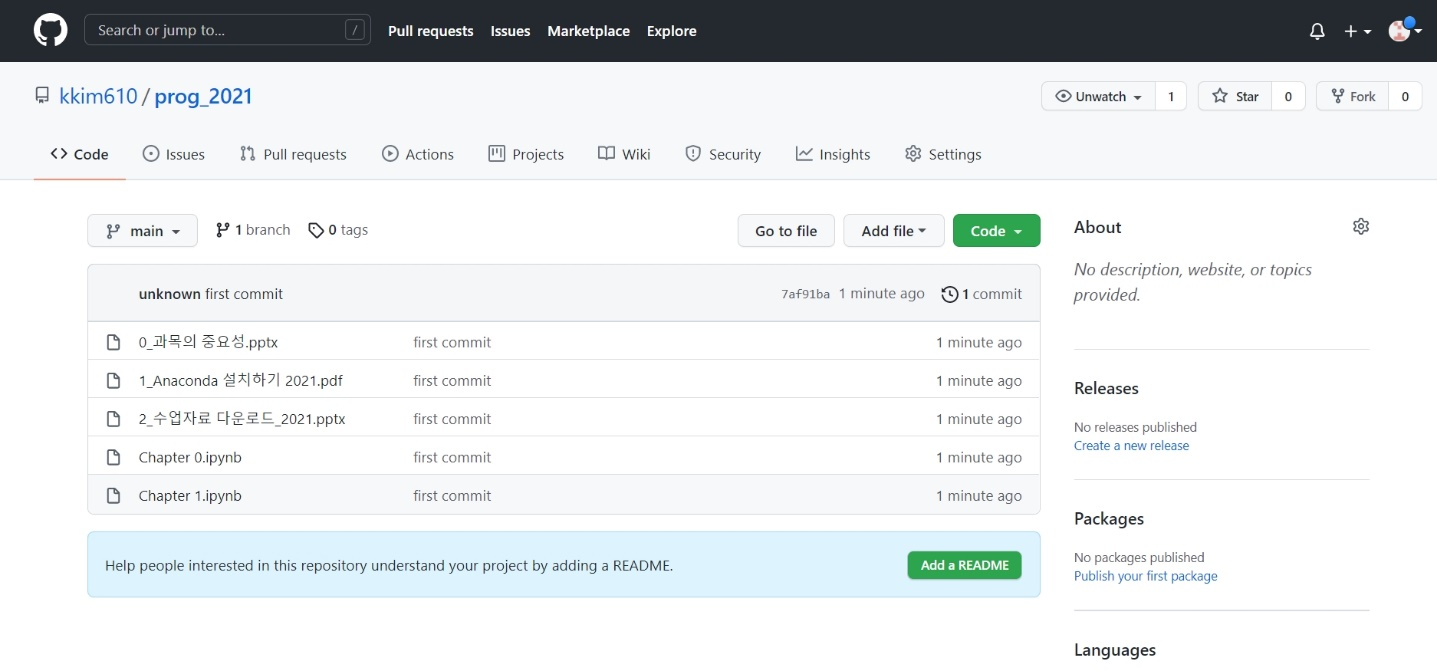 Search or jump to... /
Pull requests Issues Marketplace Explore
kkim610 / prog_2021
Unwatch 1 Star 0 Fork 0
Code Issues Pull requests Actions Projects Wiki Security Insights Settings
main 1 branch 0 tags
Go to file Add file Code
unknown first commit 7af91ba 1 minute ago 1 commit
0_과목의 중요성.pptx first commit 1 minute ago
1_Anaconda 설치하기 2021.pdf first commit 1 minute ago
2_수업자료 다운로드_2021.pptx first commit 1 minute ago
Chapter 0.ipynb first commit 1 minute ago
Chapter 1.ipynb first commit 1 minute ago
Help people interested in this repository understand your project by adding a README. Add a README
About
No description, website, or topics
provided.
Releases
No releases published
Create a new release
Packages
No packages published
Publish your first package
Languages